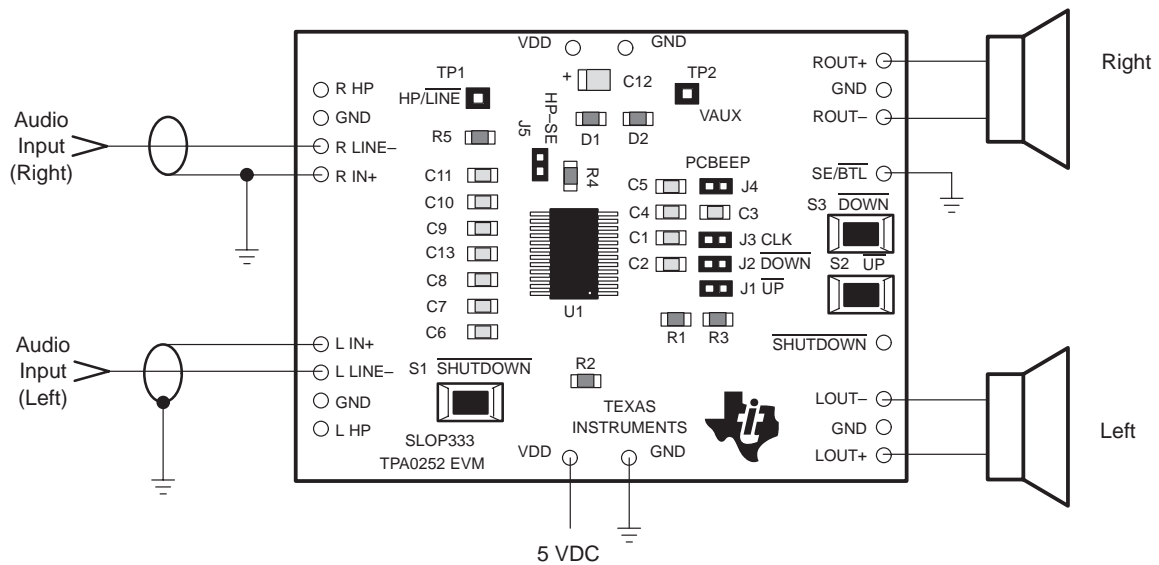 VDD
GND
ROUT+
GND
ROUT–
Right
R HP
GND
R LINE–
R IN+
Audio
Input
(Right)
TP1
HP/LINE
+
C12
TP2
VAUX
J5
HP–SE
R5
D1
D2
R4
C11
C10
C9
C13
C8
C7
C6
U1
PCBEEP
C5
J4
C4
C3
C1
J3 CLK
C2
J2 DOWN
J1 UP
R1
R3
SE/BTL
S3 DOWN
S2 UP
SHUTDOWN
Audio
Input
(Left)
L IN+
L LINE–
GND
L HP
S1 SHUTDOWN
R2
SLOP333
TPA0252 EVM
TEXAS
INSTRUMENTS
VDD
GND
LOUT–
GND
LOUT+
Left
5 VDC